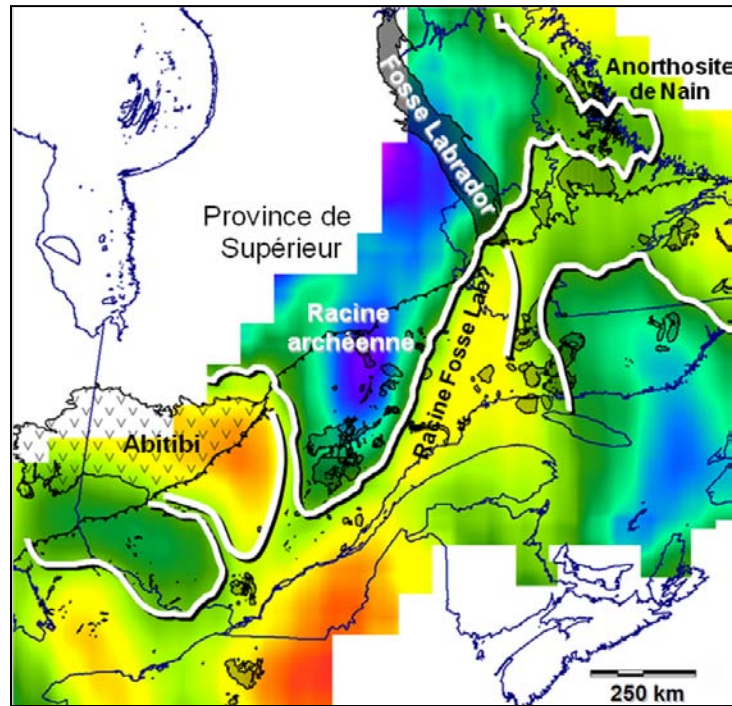 Anorthosite
de Nain
Fosse Labrador
Province de
Supérieur
Racine
archéenne
Racine Fosse Lab?
Abitibi
250 km